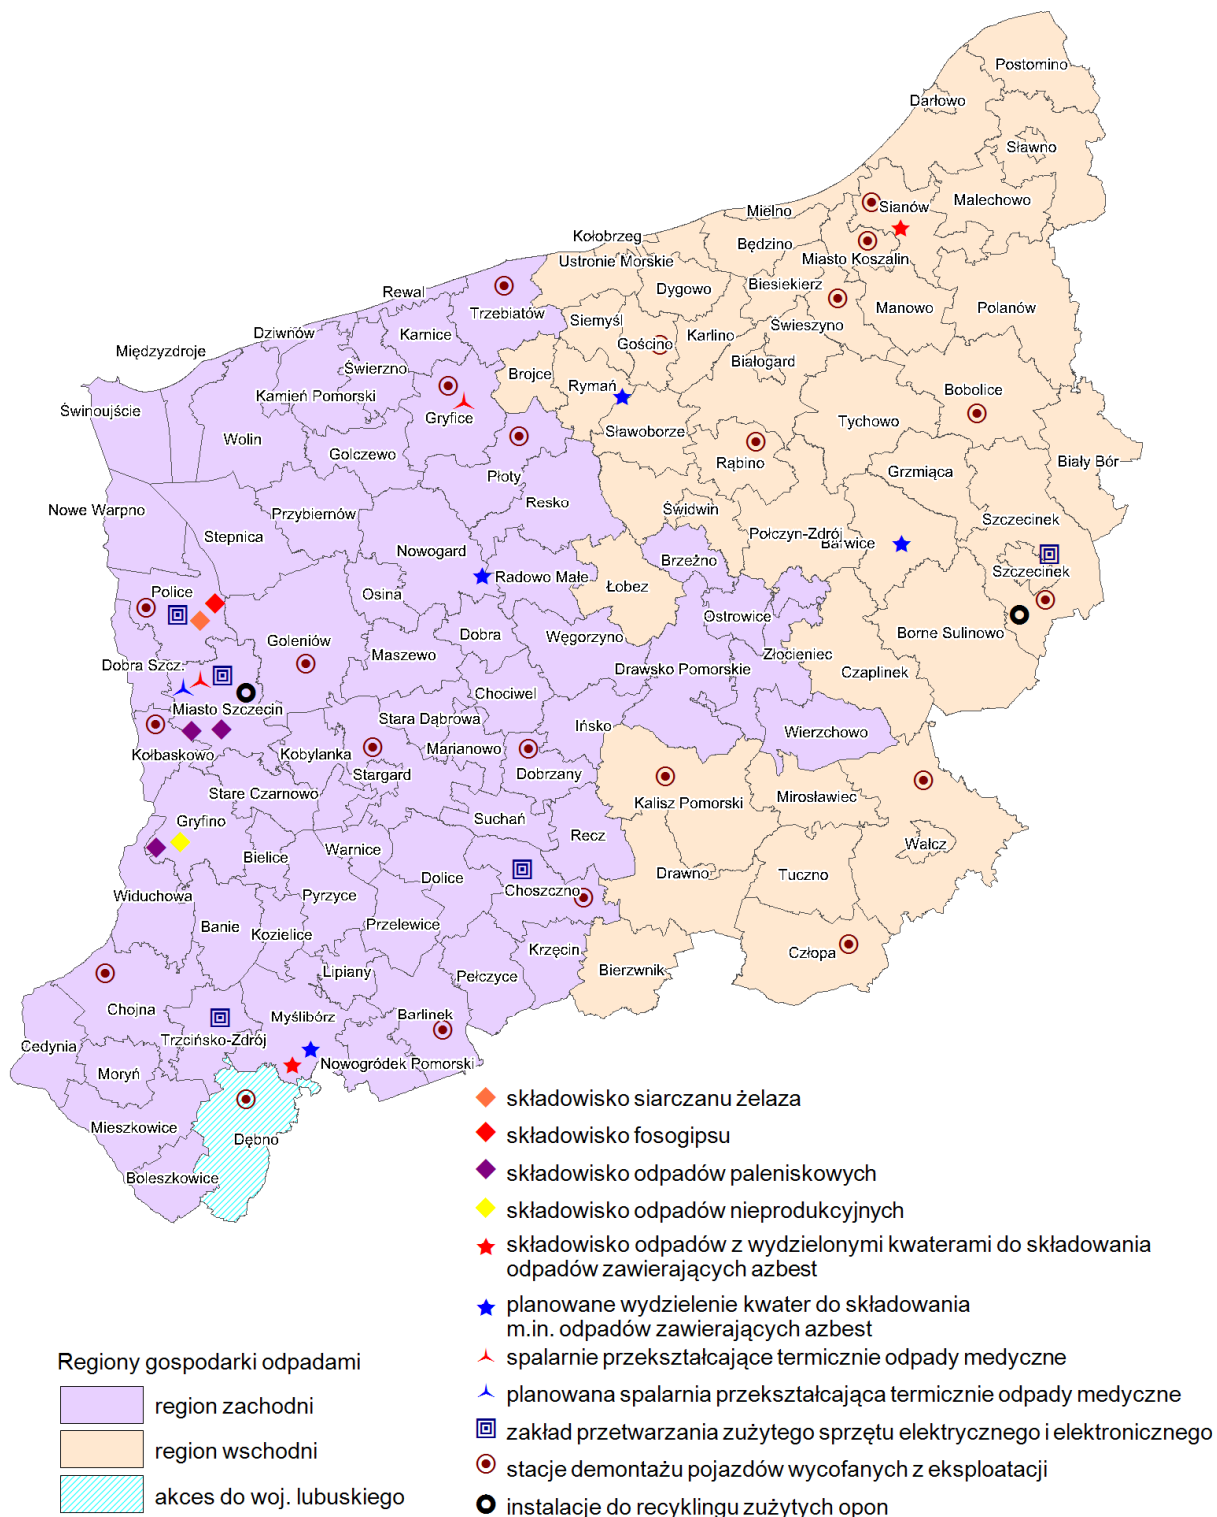 Postomino
Darłowo
Sławno
Malechowo
Sianów
Mielno
Kołobrzeg
Będzino
Miasto Koszalin
Ustronie Morskie
Dygowo
Biesiekierz
Manowo
Polanów
Rewal
Trzebiatów
Siemyśl
Świeszyno
Dziwnów
Karnice
Gościno
Karlino
Międzyzdroje
Białogard
Świerzno
Brojce
Rymań
Bobolice
Kamień Pomorski
Świnoujście
Gryfice
Tychowo
Wolin
Sławoborze
Golczewo
Rąbino
Biały Bór
Płoty
Grzmiąca
Resko
Nowe Warpno
Przybiernów
Świdwin
Szczecinek
Stepnica
Połczyn-Zdrój
Barwice
Nowogard
Brzeżno
Szczecinek
Radowo Małe
Łobez
Police
Osina
Ostrowice
Goleniów
Dobra
Węgorzyno
Borne Sulinowo
Maszewo
Złocieniec
Dobra Szcz.
Drawsko Pomorskie
Czaplinek
Chociwel
Miasto Szczecin
Stara Dąbrowa
Ińsko
Wierzchowo
Kołbaskowo
Kobylanka
Marianowo
Stargard
Dobrzany
Stare Czarnowo
Kalisz Pomorski
Mirosławiec
Gryfino
Suchań
Recz
Wałcz
Bielice
Warnice
Dolice
Drawno
Tuczno
Choszczno
Widuchowa
Pyrzyce
Banie
Kozielice
Przelewice
Krzęcin
Człopa
Lipiany
Pełczyce
Bierzwnik
Chojna
Myślibórz
Barlinek
Cedynia
Trzcińsko-Zdrój
Nowogródek Pomorski
Moryń
Mieszkowice
Dębno
Boleszkowice
składowisko siarczanu żelaza
składowisko fosogipsu
składowisko odpadów paleniskowych
składowisko odpadów nieprodukcyjnych
składowisko odpadów z wydzielonymi kwaterami do składowania
odpadów zawierających azbest
planowane wydzielenie kwater do składowania
m.in. odpadów zawierających azbest
spalarnie przekształcające termicznie odpady medyczne
planowana spalarnia przekształcająca termicznie odpady medyczne
zakład przetwarzania zużytego sprzętu elektrycznego i elektronicznego
stacje demontażu pojazdów wycofanych z eksploatacji
instalacje do recyklingu zużytych opon
Regiony gospodarki odpadami
region zachodni
region wschodni
akces do woj. lubuskiego